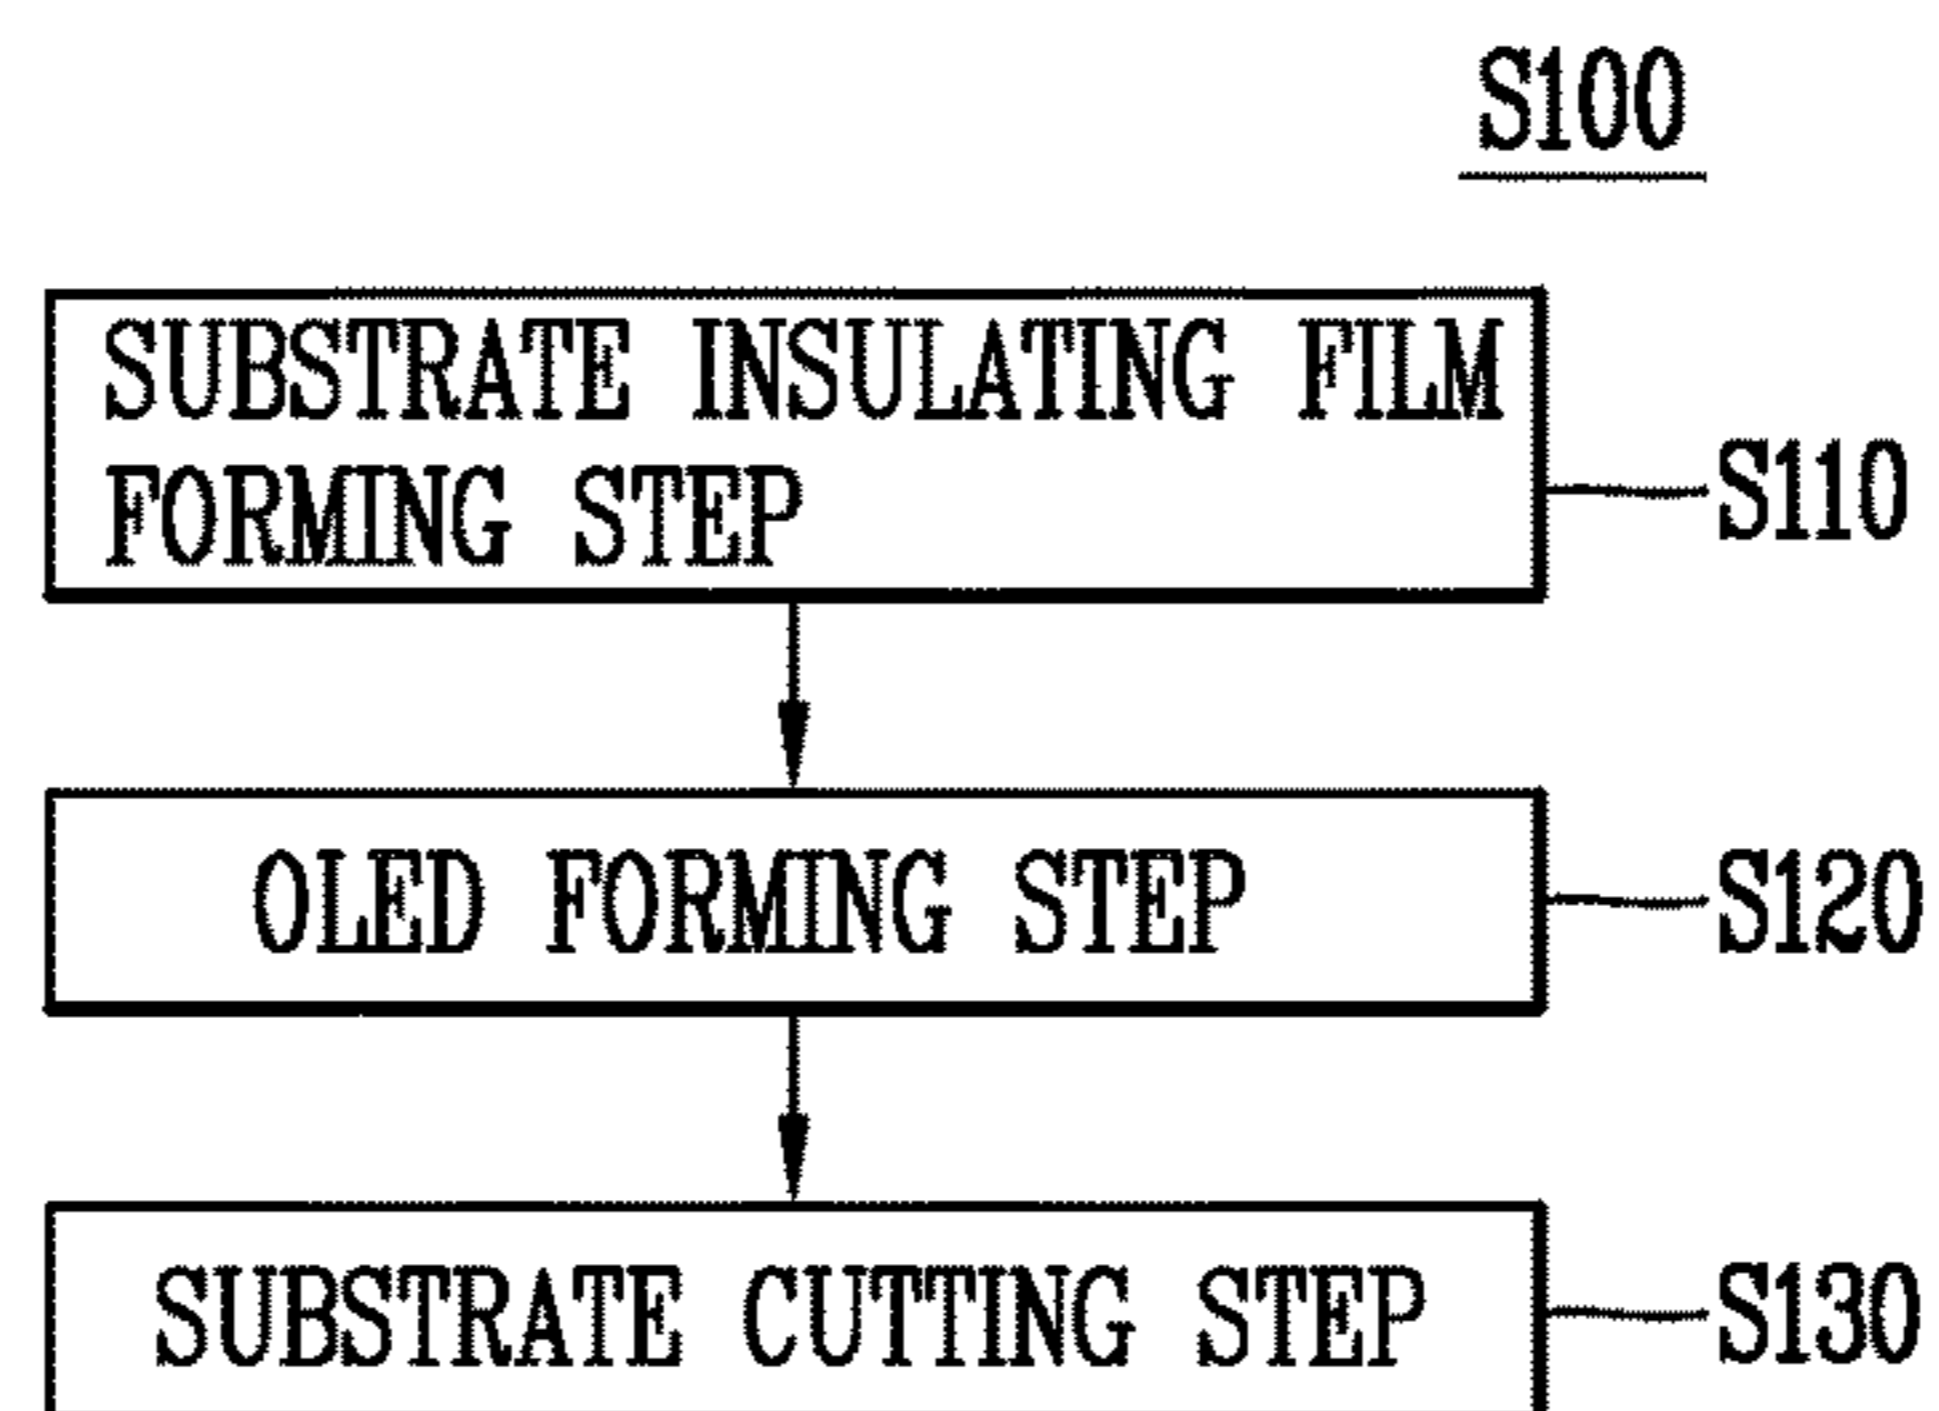 S100
SUBSTRATE INSULATING FILM
FORMING STEP
S110
OLED FORMING STEP
S120
SUBSTRATE CUTTING STEP
S130